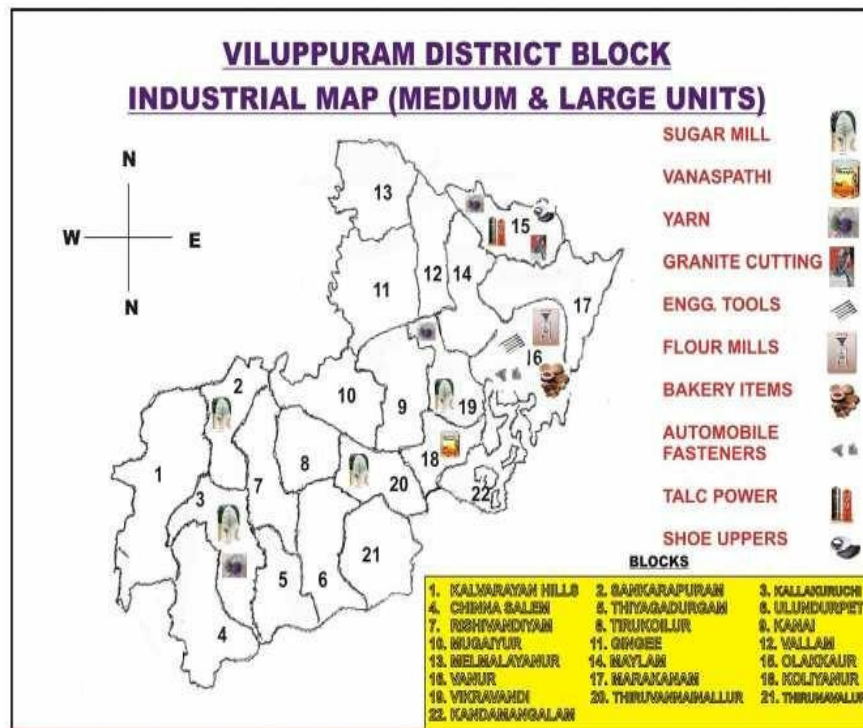 VILUPPURAM DISTRICT BLOCK
INDUSTRIAL MAP (MEDIUM & LARGE UNITS)
N
W
E
N
SUGAR MILL
VANASPATHI
YARN
GRANITE CUTTING
ENGG. TOOLS
FLOUR MILLS
BAKERY ITEMS
AUTOMOBILE
FASTENERS
TALC POWER
SHOE UPPERS
13
15
12
14
11
17
16
2
10
9
19
1
8
18
7
20
22
3
21
5
6
4
BLOCKS
1. KALVARAYAN HILLS 2. SANKARAPURAM 3. KALLAKURUCHI
4. CHINNA SALEM 5. THIYAGADURGAM 6. ULUNDURPET
7. RISHIVANDIYAM 8. TIRUKOILUR 9. KANAI
10. MUGAIYUR 11. GINGEE 12. VALLAM
13. MELMALAYANUR 14. MAYLAM 15. OLAKKAUR
16. VANUR 17. MARAKANAM 18. KOLIYANUR
19. VIKRAVANDI 20. THIRUVANNAINALLUR 21. THIRUNAVALUR
22. KANDAMANGALAM